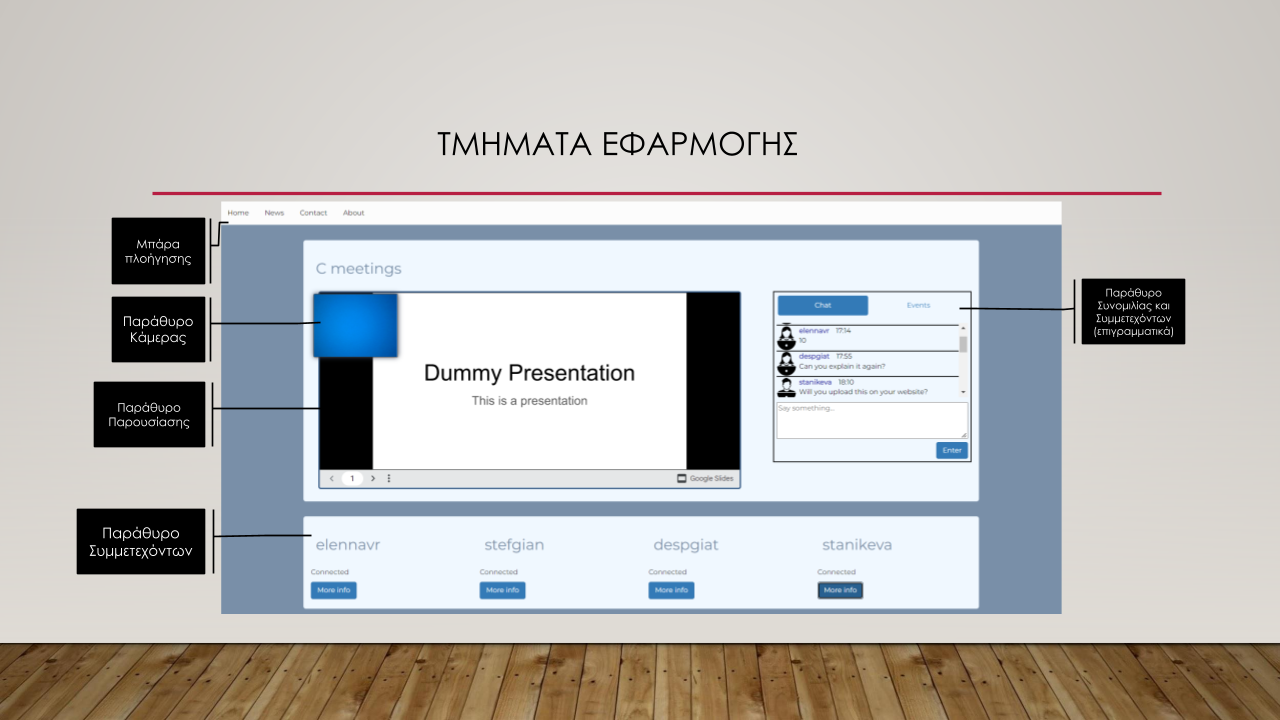 ΤΜΗΜΑΤΑ ΕΦΑΡΜΟΓΗΣ
Μπάρα
πλοήγησης
Παράθυρο
Κάμερας
Παράθυρο
Παρουσίασης
Παράθυρο
Συμμετεχόντων
Home News Contact About
C meetings
Dummy Presentation
This is a presentation
1
Google Slides
Chat Events
elennavr 17:14
10
despgiat 17:55
Can you explain it again?
stanikeva 18:10
Will you upload this on your website?
Say something...
Enter
Παράθυρο
Συνομιλίας και
Συμμετεχόντων
(επιγραμματικά)
elennavr stefgian despgiat stanikeva
Connected Connected Connected Connected
More info More info More info More info